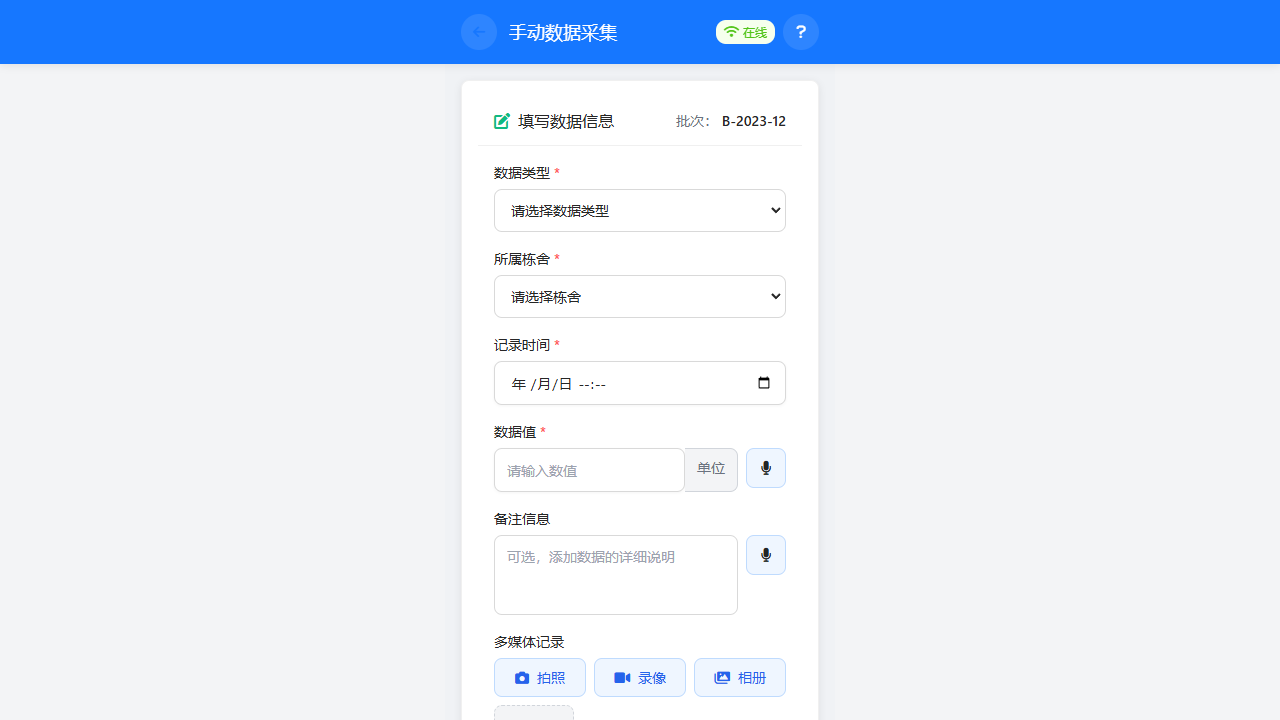 手动数据采集 在线 ?
填写数据信息 批次： B-2023-12
数据类型 *
请选择数据类型
所属栋舍 *
请选择栋舍
记录时间 *
年 /月/日 --:--
数据值 *
请输入数值 单位
备注信息
可选，添加数据的详细说明
多媒体记录
拍照 录像 相册